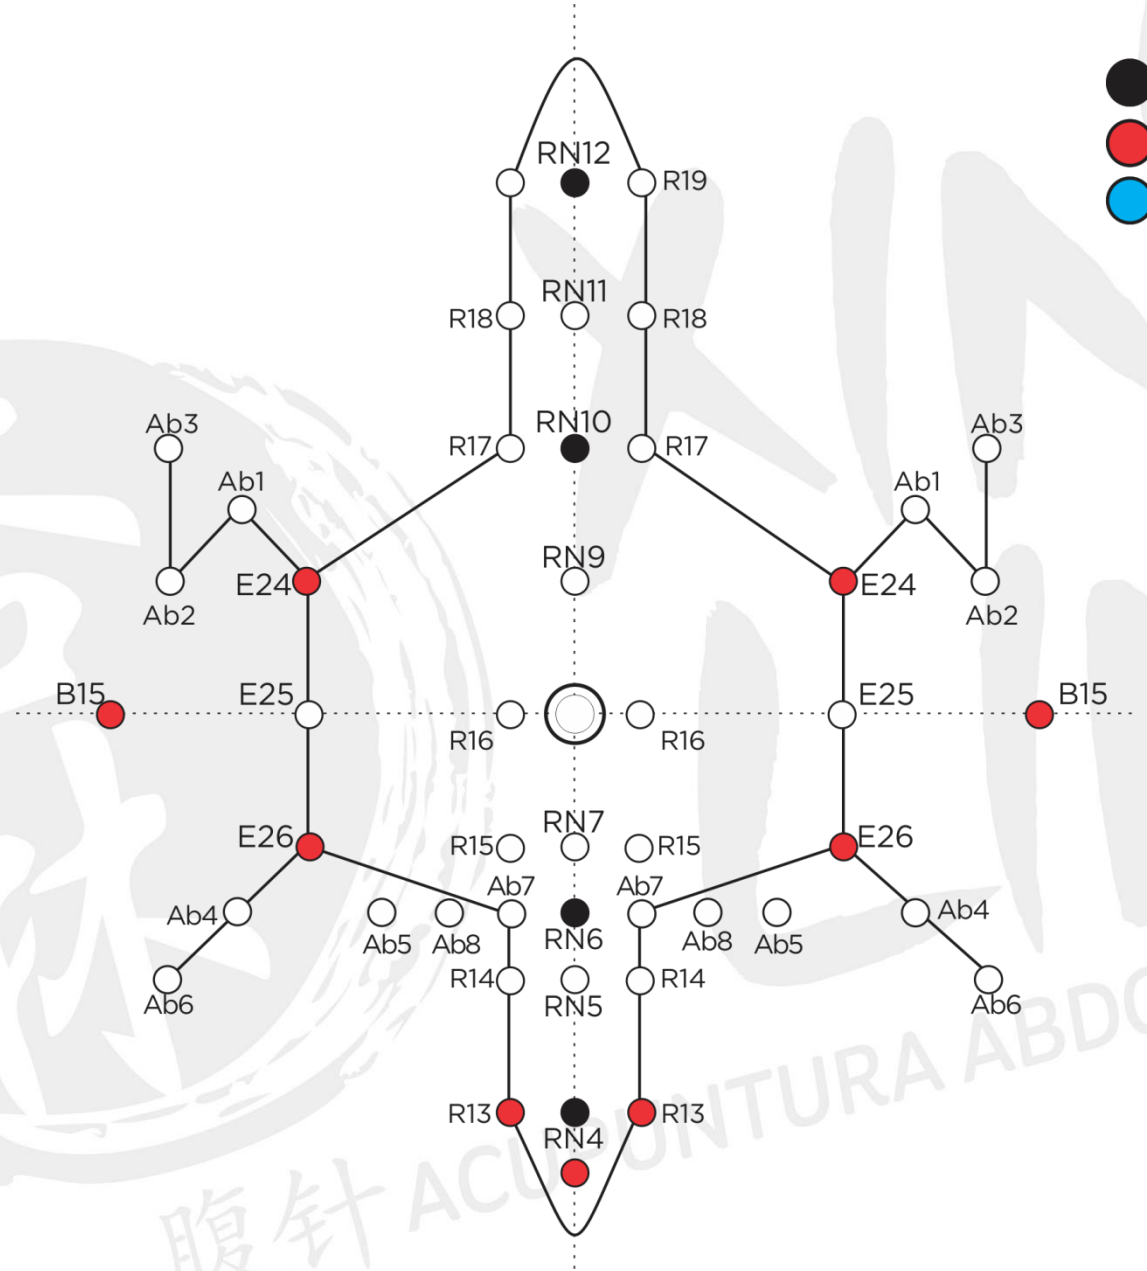 RN12
R19
RN11
R18 R18
RN10
R17 R17
Ab3 Ab3
Ab1 Ab1
RN9
E24 E24
Ab2 Ab2
B15 E25 E25 B15
R16 R16
RN7
E26 R15 R15 E26
Ab7 Ab7
Ab4 Ab4
RN6
Ab5 Ab8 Ab8 Ab5
R14 R14
RN5
Ab6 Ab6
R13 R13
RN4
腹针 ACUPUNTURA ABDO
XIN
LIN